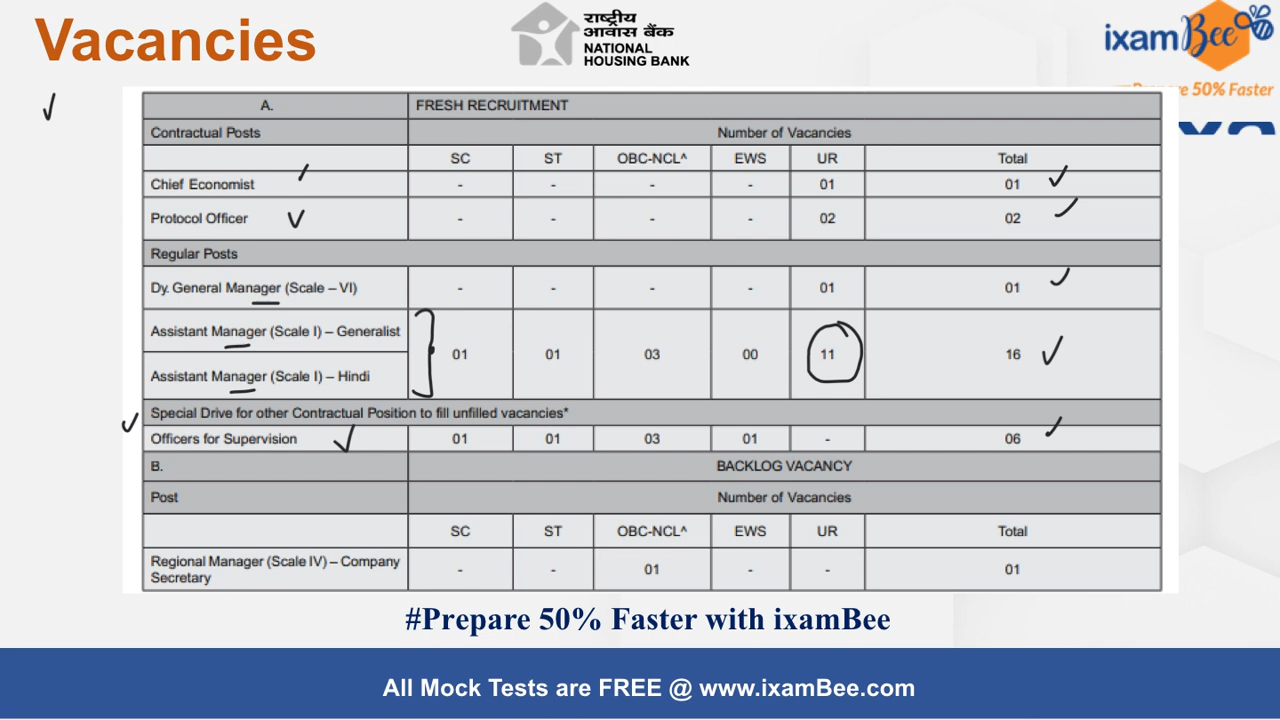 Vacancies
राष्ट्रीय
आवास बैंक
NATIONAL
HOUSING BANK
ixamBee
50% Faster
A. FRESH RECRUITMENT
Contractual Posts Number of Vacancies
SC ST OBC-NCL^ EWS UR Total
Chief Economist - - - - 01 01
Protocol Officer - - - - 02 02
Regular Posts
Dy. General Manager (Scale – VI) - - - - 01 01
Assistant Manager (Scale I) – Generalist
01 01 03 00 11 16
Assistant Manager (Scale I) – Hindi
Special Drive for other Contractual Position to fill unfilled vacancies*
Officers for Supervision 01 01 03 01 - 06
B. BACKLOG VACANCY
Post Number of Vacancies
SC ST OBC-NCL^ EWS UR Total
Regional Manager (Scale IV) – Company
Secretary - - 01 - - 01
#Prepare 50% Faster with ixamBee
All Mock Tests are FREE @ www.ixamBee.com